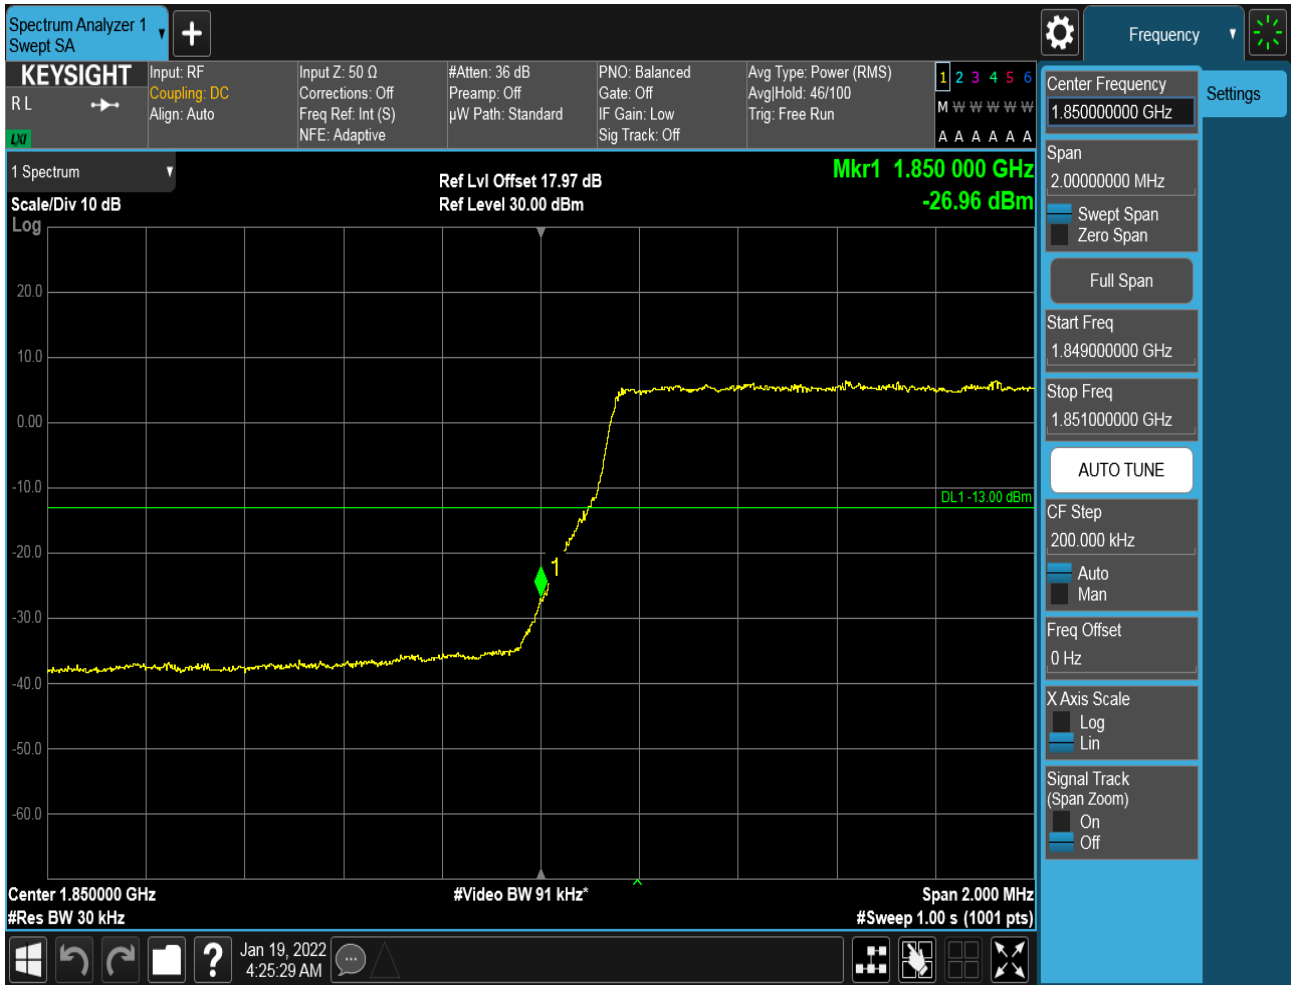 Spectrum Analyzer 1
Swept SA
Frequency
KEYSIGHT
R L
LXI
Input: RF
Coupling: DC
Align: Auto
Input Z: 50 Ω
Corrections: Off
Freq Ref: Int (S)
NFE: Adaptive
#Atten: 36 dB
Preamp: Off
µW Path: Standard
PNO: Balanced
Gate: Off
IF Gain: Low
Sig Track: Off
Avg Type: Power (RMS)
Avg|Hold: 46/100
Trig: Free Run
1 2 3 4 5 6
M W W W W W
A A A A A A
1 Spectrum
Scale/Div 10 dB
Log
Ref Lvl Offset 17.97 dB
Ref Level 30.00 dBm
Mkr1 1.850 000 GHz
-26.96 dBm
20.0
10.0
0.00
-10.0
DL1 -13.00 dBm
-20.0
1
-30.0
-40.0
-50.0
-60.0
Center 1.850000 GHz
#Video BW 91 kHz*
Span 2.000 MHz
#Res BW 30 kHz
#Sweep 1.00 s (1001 pts)
?
Jan 19, 2022
4:25:29 AM
Center Frequency
1.850000000 GHz
Settings
Span
2.00000000 MHz
Swept Span
Zero Span
Full Span
Start Freq
1.849000000 GHz
Stop Freq
1.851000000 GHz
AUTO TUNE
CF Step
200.000 kHz
Auto
Man
Freq Offset
0 Hz
X Axis Scale
Log
Lin
Signal Track
(Span Zoom)
On
Off